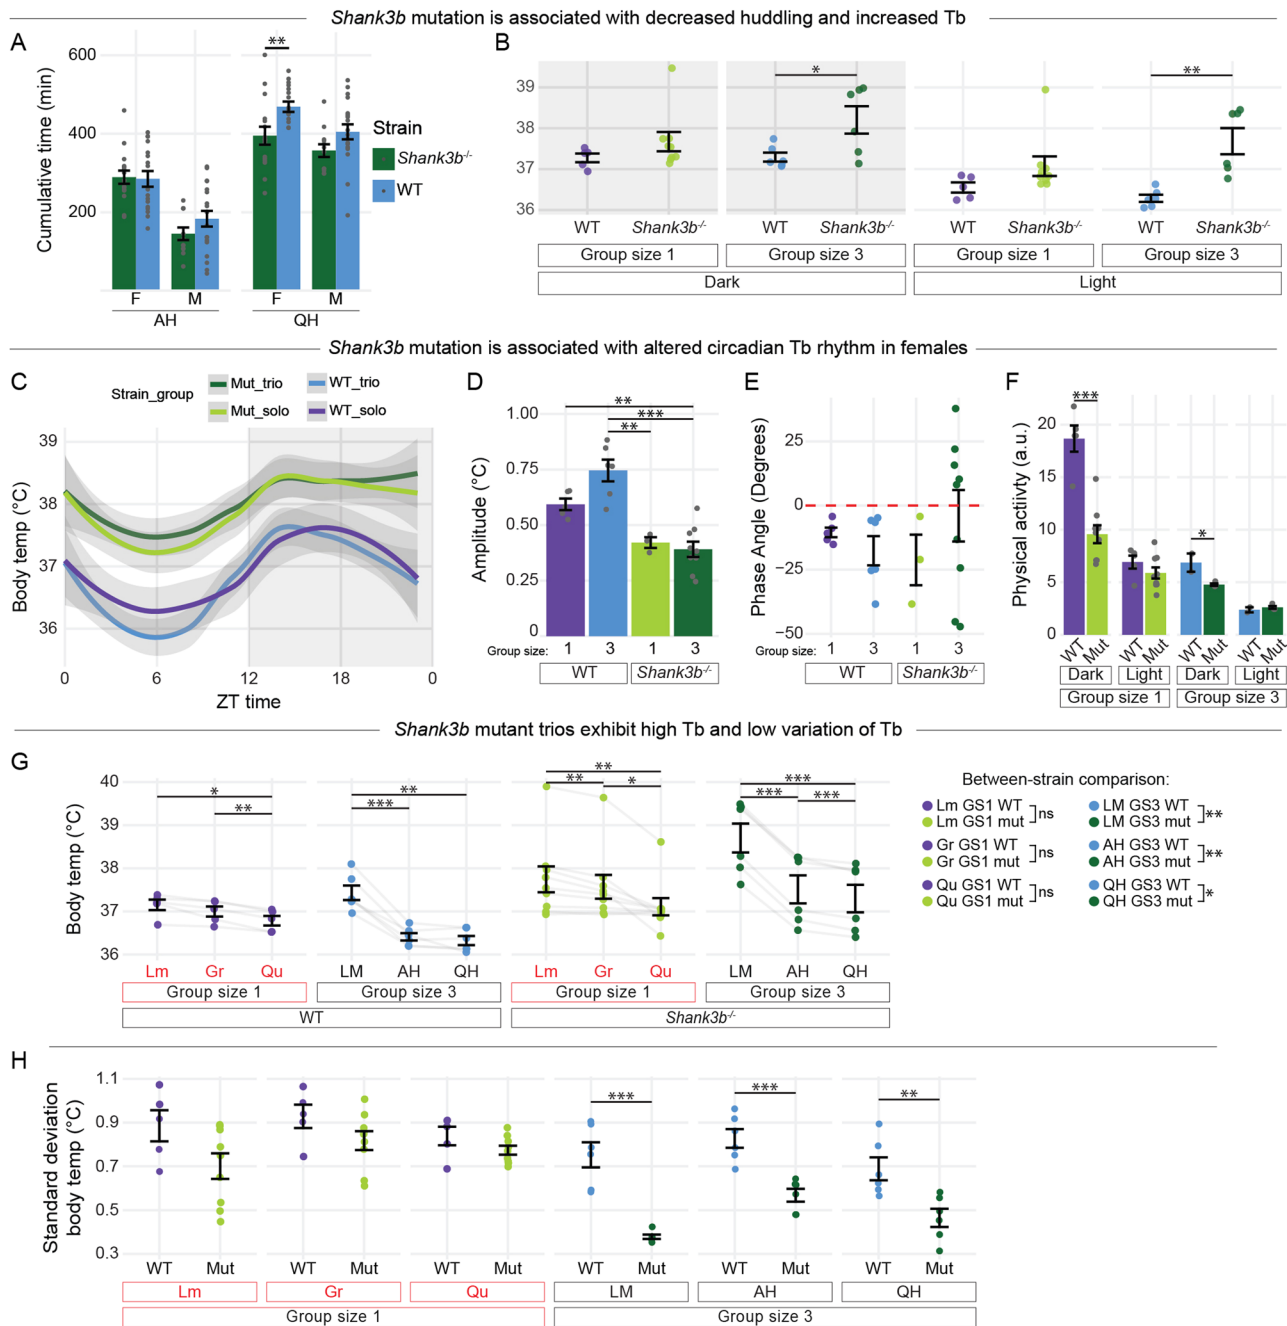 Shank3b mutation is associated with decreased huddling and increased Tb
A
Cumulative time (min)
600
400
200
**
F
M
F
M
AH
QH
Strain
Shank3b-/-
WT
B
39
38
37
36
*
**
WT
Shank3b-/-
WT
Shank3b-/-
WT
Shank3b-/-
WT
Shank3b-/-
Group size 1
Group size 3
Group size 1
Group size 3
Dark
Light
Shank3b mutation is associated with altered circadian Tb rhythm in females
C
Strain_group
Mut_trio
WT_trio
Mut_solo
WT_solo
Body temp (°C)
39
38
37
36
0
6
12
18
0
ZT time
D
Amplitude (°C)
1.00
0.75
0.50
0.25
0
**
***
**
Group size:
1
3
1
3
WT
Shank3b-/-
E
Phase Angle (Degrees)
25
0
−25
−50
Group size:
1
3
1
3
WT
Shank3b-/-
F
Physical activity (a.u.)
20
15
10
5
0
***
*
WT
Mut
WT
Mut
WT
Mut
WT
Mut
Dark
Light
Dark
Light
Group size 1
Group size 3
Shank3b mutant trios exhibit high Tb and low variation of Tb
G
Body temp (°C)
40
39
38
37
36
*
**
**
***
**
**
*
***
***
***
Lm
Gr
Qu
LM
AH
QH
Lm
Gr
Qu
LM
AH
QH
Group size 1
Group size 3
Group size 1
Group size 3
WT
Shank3b-/-
Between-strain comparison:
Lm GS1 WT
Lm GS1 mut
ns
LM GS3 WT
LM GS3 mut
**
Gr GS1 WT
Gr GS1 mut
ns
AH GS3 WT
AH GS3 mut
**
Qu GS1 WT
Qu GS1 mut
ns
QH GS3 WT
QH GS3 mut
*
H
Standard deviation
body temp (°C)
1.1
0.9
0.7
0.5
0.3
***
***
**
WT
Mut
WT
Mut
WT
Mut
WT
Mut
WT
Mut
WT
Mut
Lm
Gr
Qu
LM
AH
QH
Group size 1
Group size 3